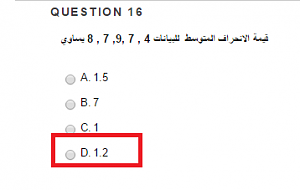 QUESTION 16
قيمة الانحراف المتوسط للبيانات 4 , 7 ,9, 7 , 8 يساوي
A. 1.5
B. 7
C. 1
D. 1.2